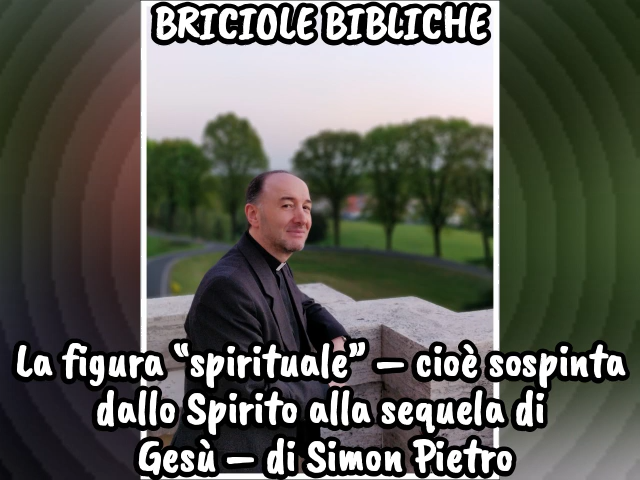 BRICIOLE BIBLICHE
La figura “spirituale” – cioè sospinta
dallo Spirito alla sequela di
Gesù – di Simon Pietro